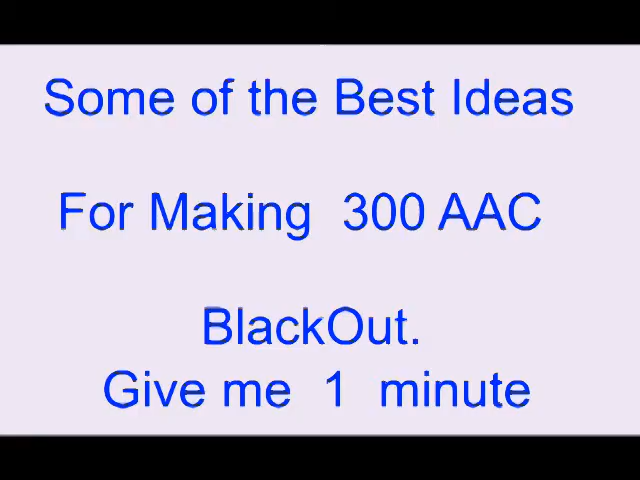 Some of the Best Ideas
For Making 300 AAC
BlackOut.
Give me 1 minute